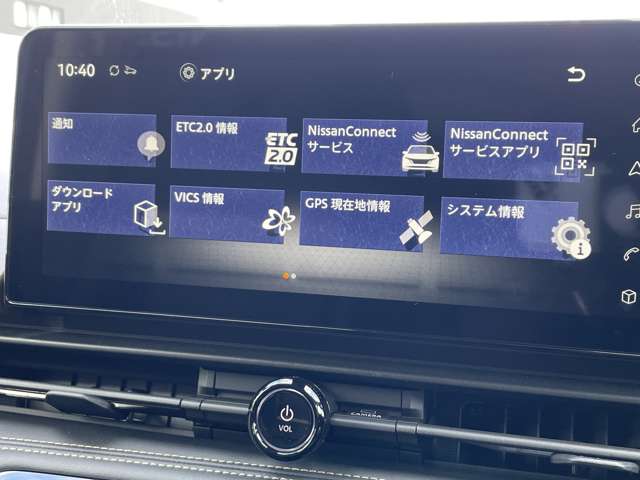 10:40
アプリ
通知
ETC2.0 情報
ETC
2.0
NissanConnect
サービス
NissanConnect
サービスアプリ
ダウンロード
アプリ
VICS 情報
GPS 現在地情報
システム情報
VOL